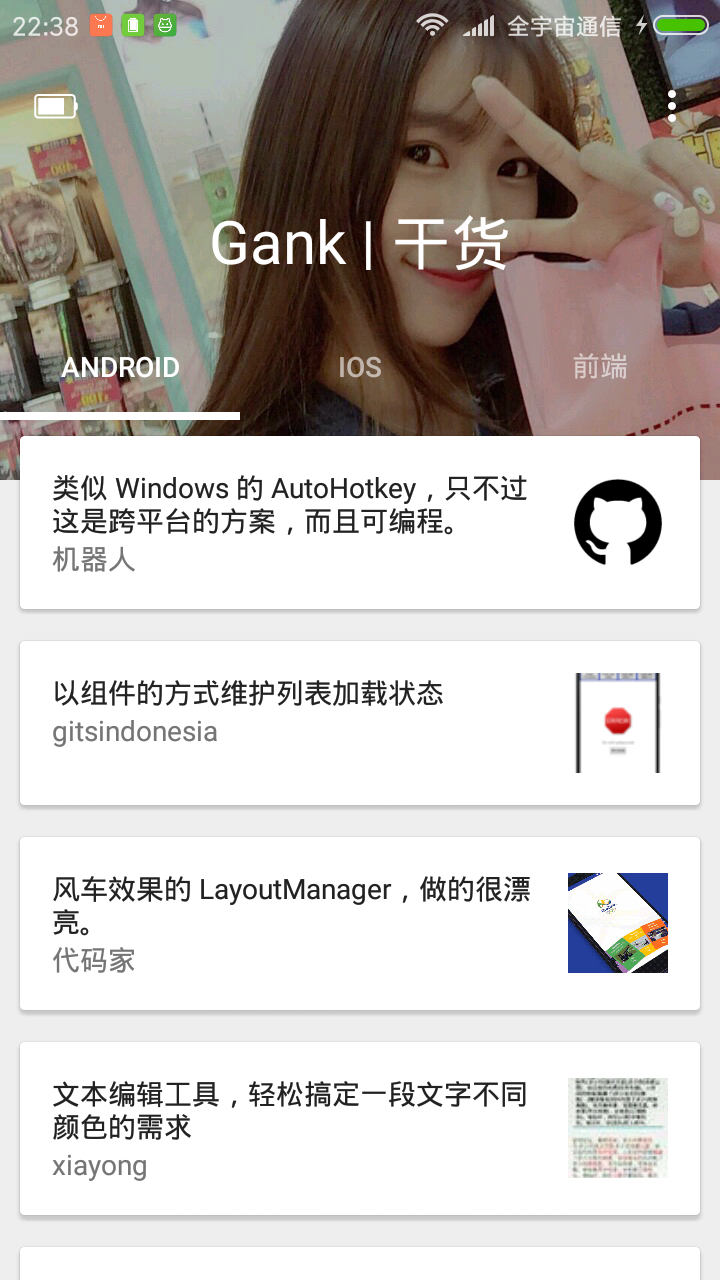 22:38
全宇宙通信
Gank | 干货
ANDROID
IOS
前端
类似 Windows 的 AutoHotkey，只不过
这是跨平台的方案，而且可编程。
机器人
以组件的方式维护列表加载状态
gitsindonesia
风车效果的 LayoutManager，做的很漂
亮。
代码家
文本编辑工具，轻松搞定一段文字不同
颜色的需求
xiayong